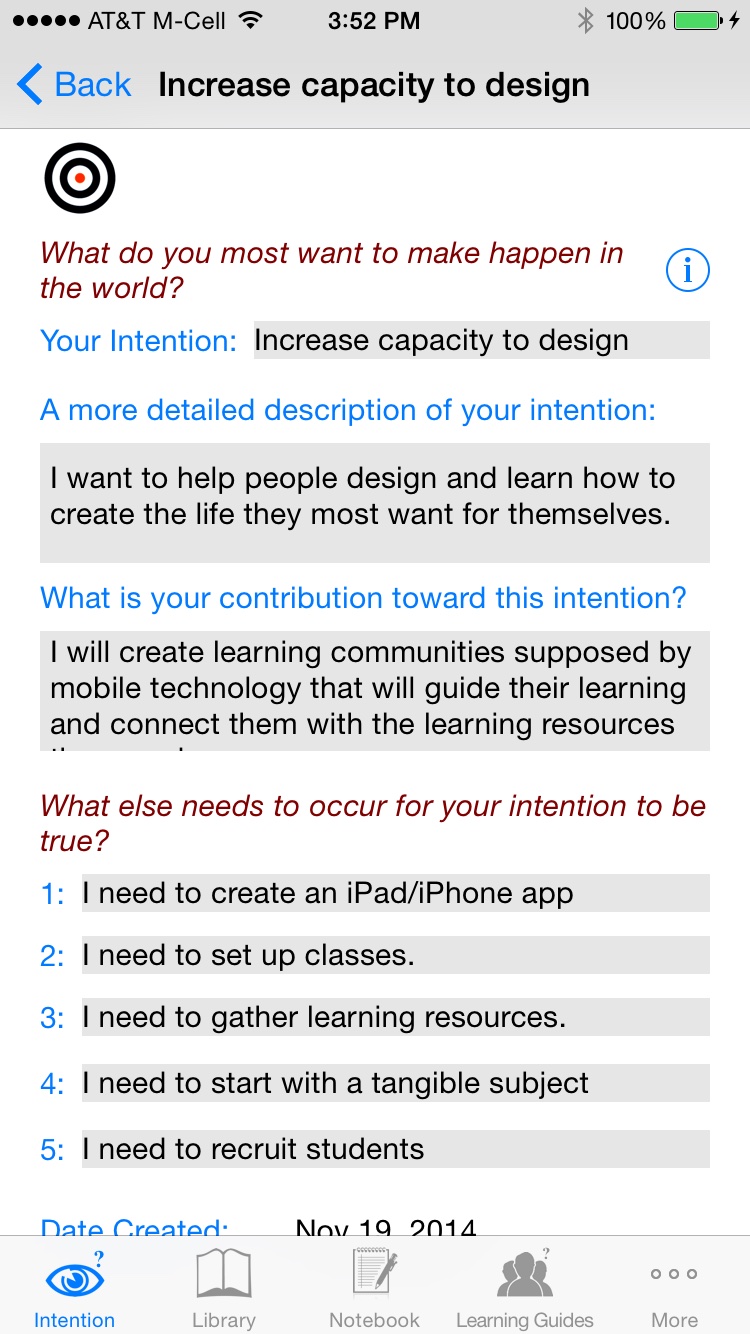 AT&T M-Cell 3:52 PM 100%
Back Increase capacity to design
What do you most want to make happen in
the world?
i
Your Intention: Increase capacity to design
A more detailed description of your intention:
I want to help people design and learn how to
create the life they most want for themselves.
What is your contribution toward this intention?
I will create learning communities supposed by
mobile technology that will guide their learning
and connect them with the learning resources
What else needs to occur for your intention to be
true?
1: I need to create an iPad/iPhone app
2: I need to set up classes.
3: I need to gather learning resources.
4: I need to start with a tangible subject
5: I need to recruit students
Date Created: Nov 19, 2014
? ?
Intention Library Notebook Learning Guides More